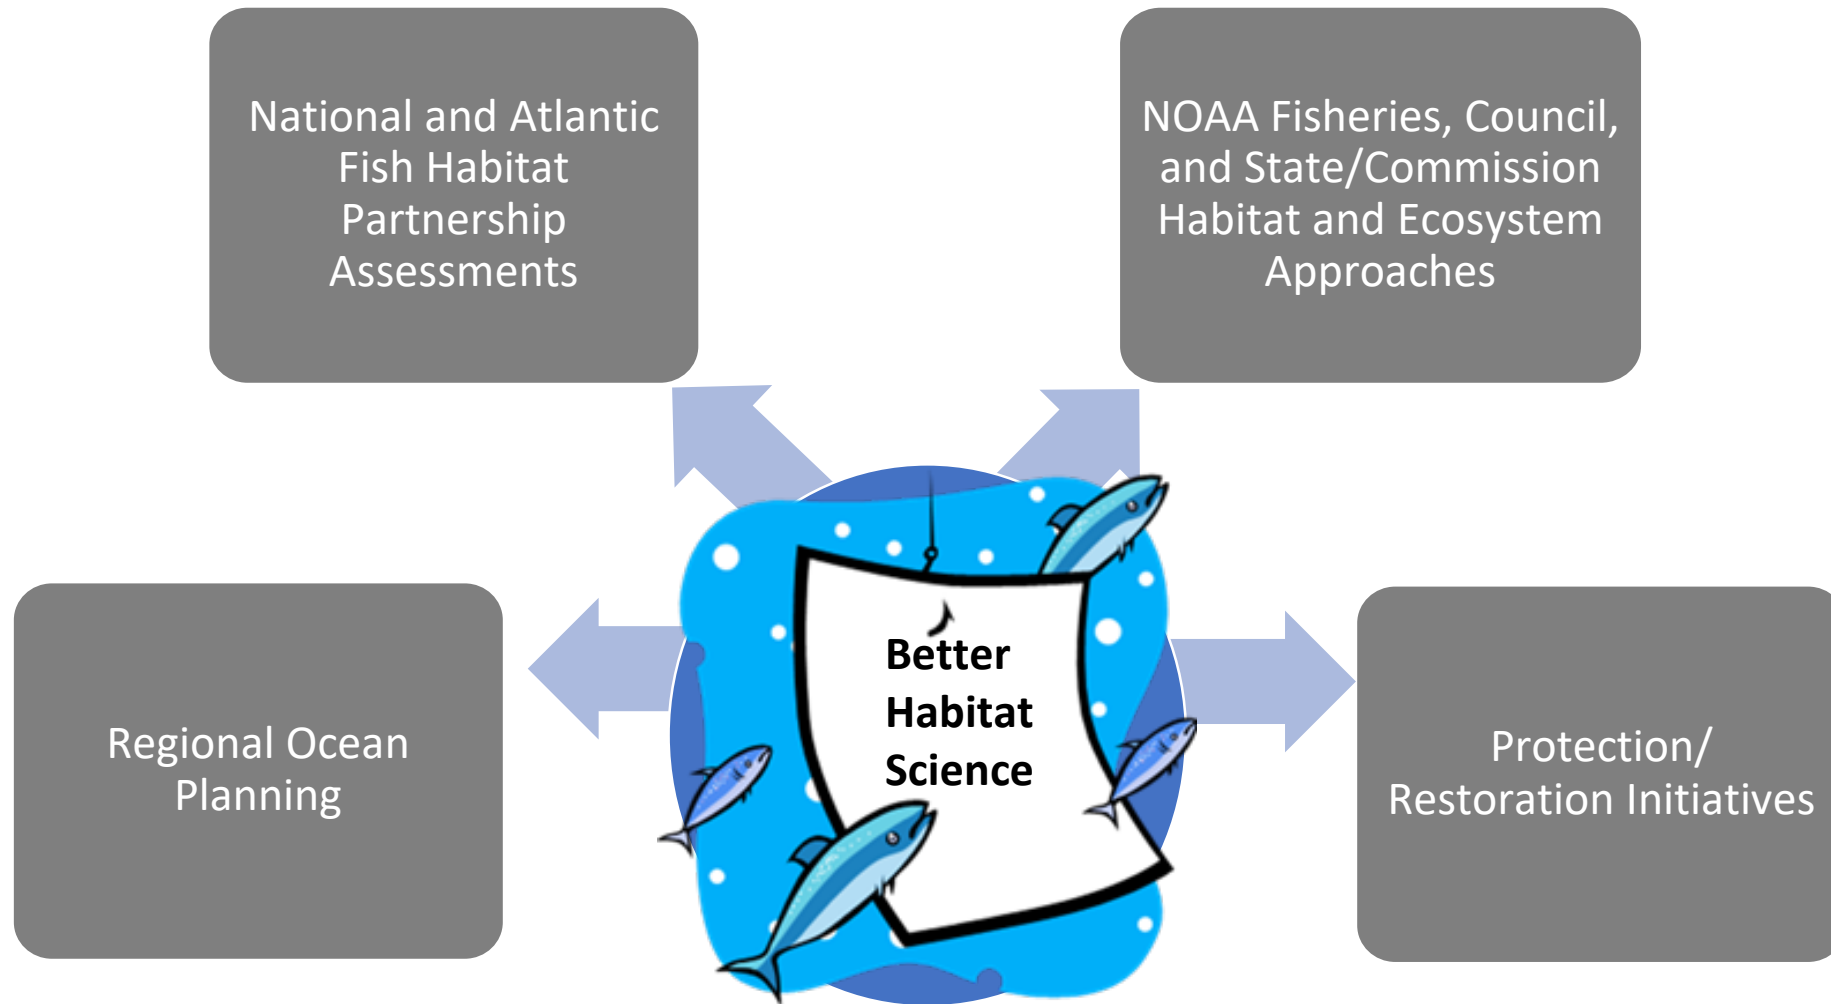 National and Atlantic
Fish Habitat
Partnership
Assessments
NOAA Fisheries, Council,
and State/Commission
Habitat and Ecosystem
Approaches
Regional Ocean
Planning
Better
Habitat
Science
Protection/
Restoration Initiatives